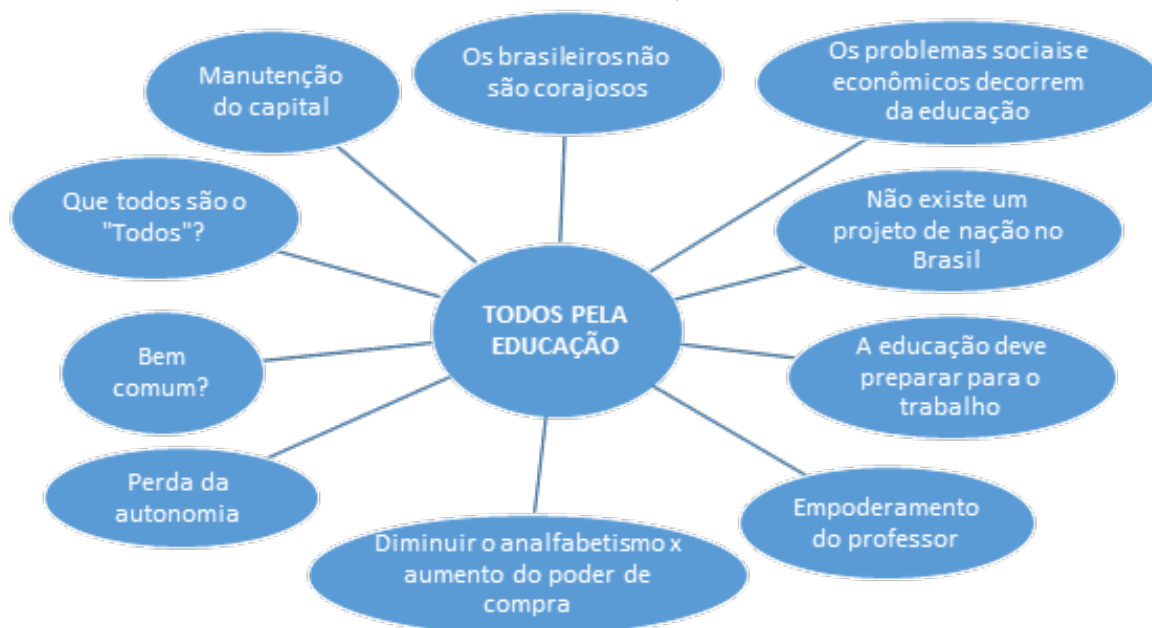 Os brasileiros não
são corajosos
Os problemas sociais e
econômicos decorrem
da educação
Não existe um
projeto de nação no
Brasil
A educação deve
preparar para o
trabalho
Empoderamento
do professor
Diminuir o analfabetismo x
aumento do poder de
compra
Perda da
autonomia
Bem
comum?
Que todos são o
"Todos"?
Manutenção
do capital
TODOS PELA
EDUCAÇÃO